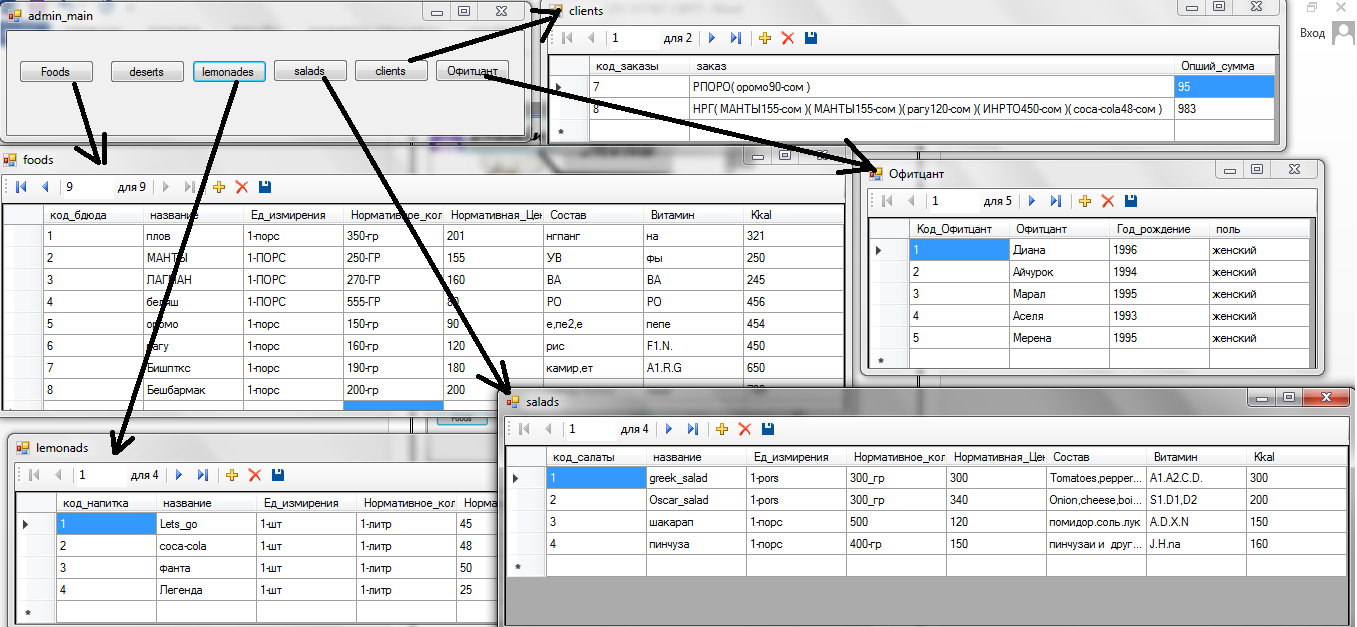 admin_main
Foods deserts lemonades salads clients Офитцант
clients
1 для 2
код_заказы заказ Опший_сумма
7 РПОРО( оромо90-сом ) 95
8 НРГ( МАНТЫ155-сом )( МАНТЫ155-сом )( рагу120-сом )( ИНРТО450-сом )( coca-cola48-сом ) 983
Вход
foods
9 для 9
код_бдюда название Ед_измирения Нормативное_кол Нормативная_Цен Состав Витамин Kkal
1 плов 1-порс 350-гр 201 нгпанг на 321
2 МАНТЫ 1-ПОРС 250-ГР 155 УВ фы 250
3 ЛАГМАН 1-ПОРС 270-ГР 160 ВА ВА 245
4 беляш 1-ПОРС 555-ГР РО РО 456
5 оромо 1-порс 150-гр 90 е,пе2,е пепе 454
6 рагу 1-порс 160-гр 120 рис F1.N. 450
7 Бишпткс 1-порс 190-гр 180 камир,ет A1.R.G 650
8 Бешбармак 1-порс 200-гр 200
Офитцант
1 для 5
Код_Офитцант Офитцант Год_рождение поль
1 Диана 1996 женский
2 Айчурок 1994 женский
3 Марал 1995 женский
4 Аселя 1993 женский
5 Мерена 1995 женский
Foods
lemonads
1 для 4
код_напитка название Ед_измирения Нормативное_кол Норма
1 Lets_go 1-шт 1-литр 45
2 coca-cola 1-шт 1-литр 48
3 фанта 1-шт 1-литр 50
4 Легенда 1-шт 1-литр 25
salads
1 для 4
код_салаты название Ед_измирения Нормативное_кол Нормативная_Цен Состав Витамин Kkal
1 greek_salad 1-pors 300_гр 300 Tomatoes,pepper... A1.A2.C.D. 300
2 Oscar_salad 1-pors 300_гр 340 Onion,cheese,boi... S1.D1,D2 200
3 шакарап 1-порс 500 120 помидор.соль.лук A.D.X.N 150
4 пинчуза 1-порс 400-гр 150 пинчузаи и друг... J.H.na 160